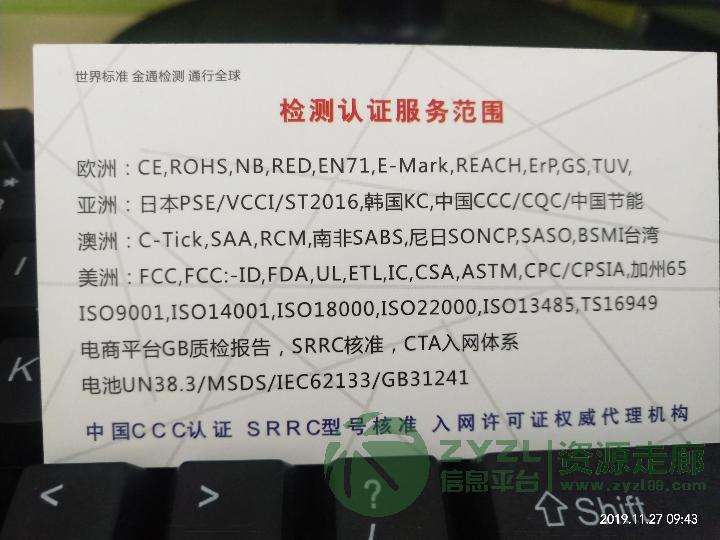 世界标准 金通检测 通行全球
检测认证服务范围
欧洲：CE,ROHS,NB,RED,EN71,E-Mark,REACH,ErP,GS,TUV,
亚洲：日本PSE/VCCI/ST2016,韩国KC,中国CCC/CQC/中国节能
澳洲：C-Tick,SAA,RCM,南非SABS,尼日SONCP,SASO,BSMI台湾
美洲：FCC,FCC:-ID,FDA,UL,ETL,IC,CSA,ASTM,CPC/CPSIA,加州65
ISO9001,ISO14001,ISO18000,ISO22000,ISO13485,TS16949
电商平台GB质检报告，SRRC核准，CTA入网体系
电池UN38.3/MSDS/IEC62133/GB31241
中国CCC认证 SRRC型号核准 入网许可证权威代理机构
ZYZL 资源走廊
信息平台 www.zyzl88.com
K
< > ? /
Shift
2019.11.27 09:43